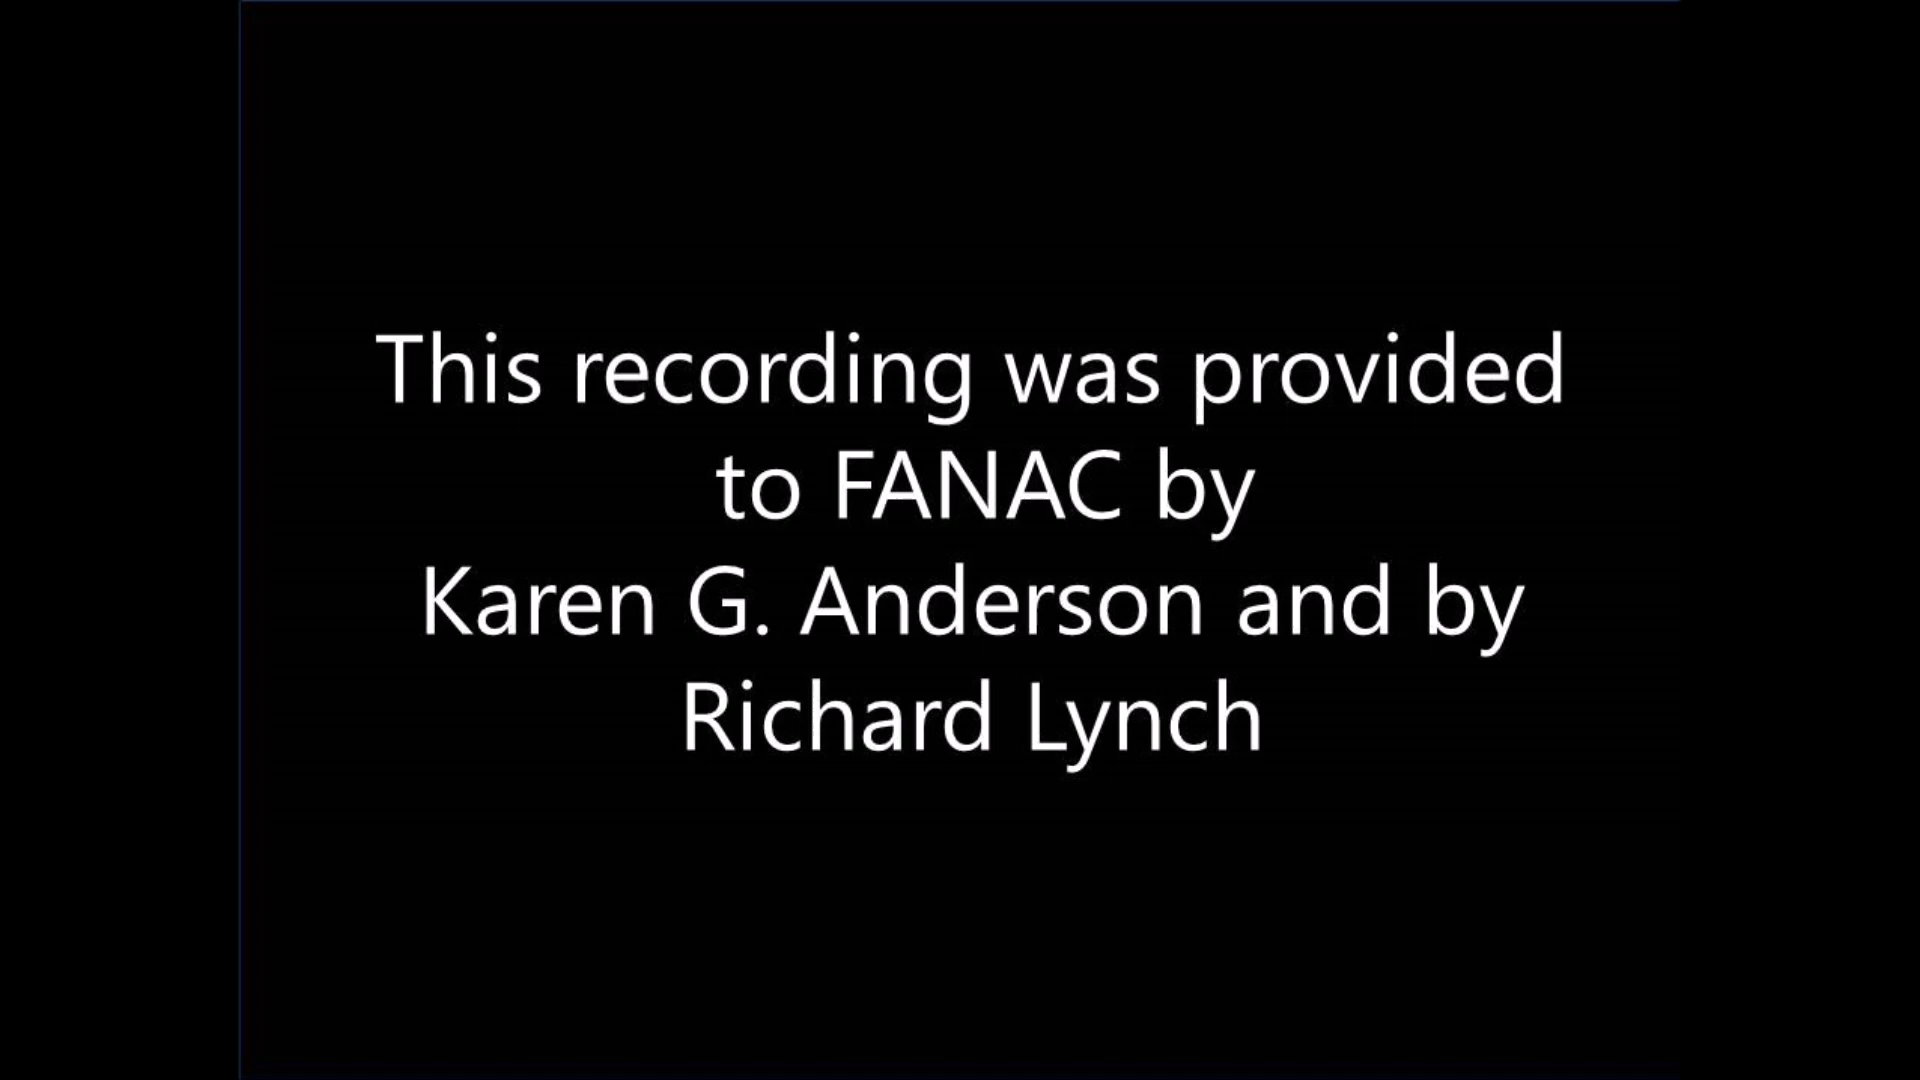 This recording was provided
to FANAC by
Karen G. Anderson and by
Richard Lynch